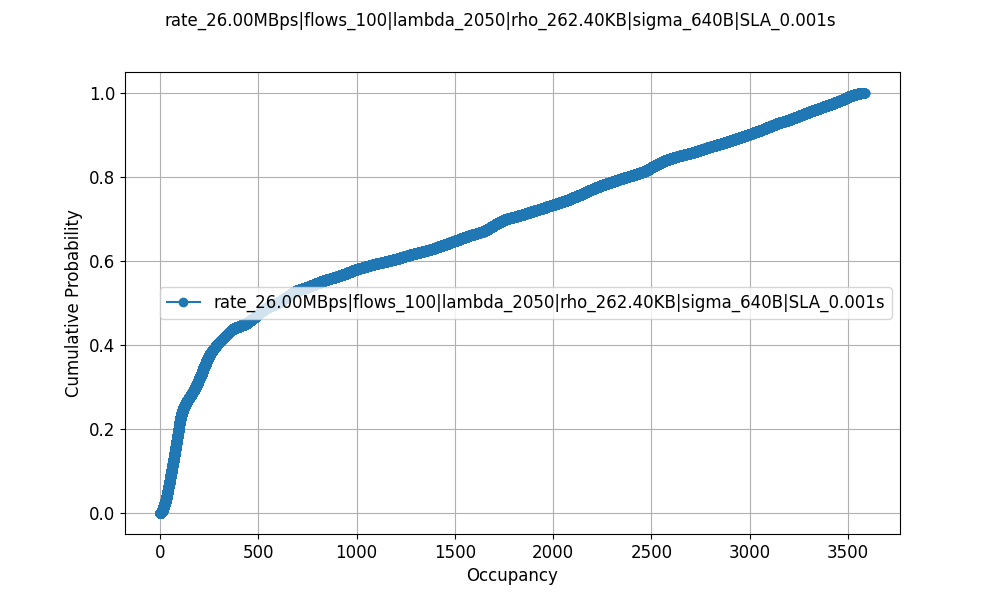 rate_26.00MBps|flows_100|lambda_2050|rho_262.40KB|sigma_640B|SLA_0.001s
1.0
0.8
0.6
0.4
0.2
0.0
Cumulative Probability
rate_26.00MBps|flows_100|lambda_2050|rho_262.40KB|sigma_640B|SLA_0.001s
0 500 1000 1500 2000 2500 3000 3500
Occupancy